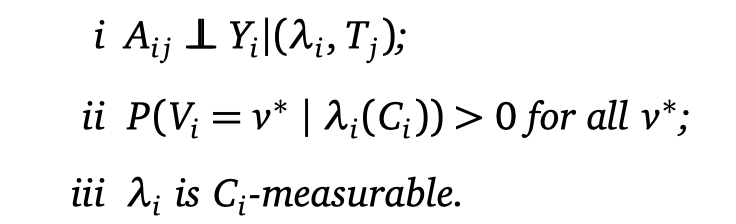 i A_{ij} ⊥⊥ Y_i|(λ_i, T_j);
ii P(V_i = v* | λ_i(C_i)) > 0 for all v*;
iii λ_i is C_i-measurable.